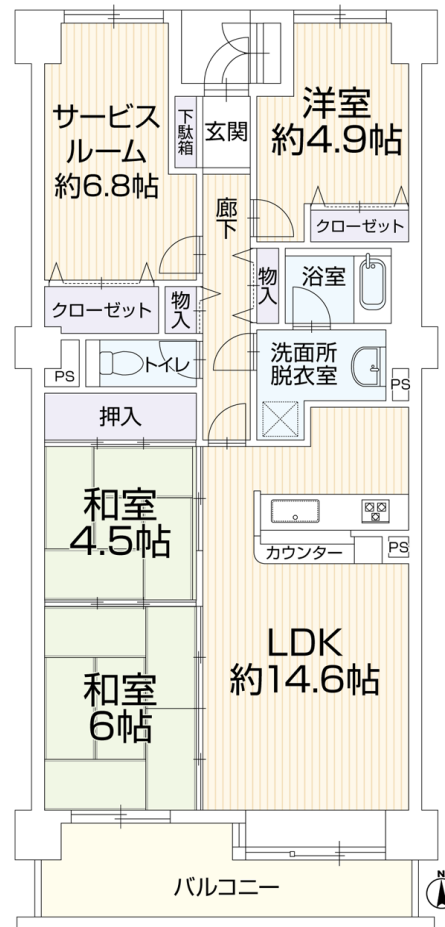 サービス
ルーム
約6.8帖
下駄箱
玄関
洋室
約4.9帖
廊下
クローゼット
クローゼット
物入
物入
浴室
PS
トイレ
洗面所
脱衣室
PS
押入
和室
4.5帖
カウンター
PS
LDK
約14.6帖
和室
6帖
バルコニー
N